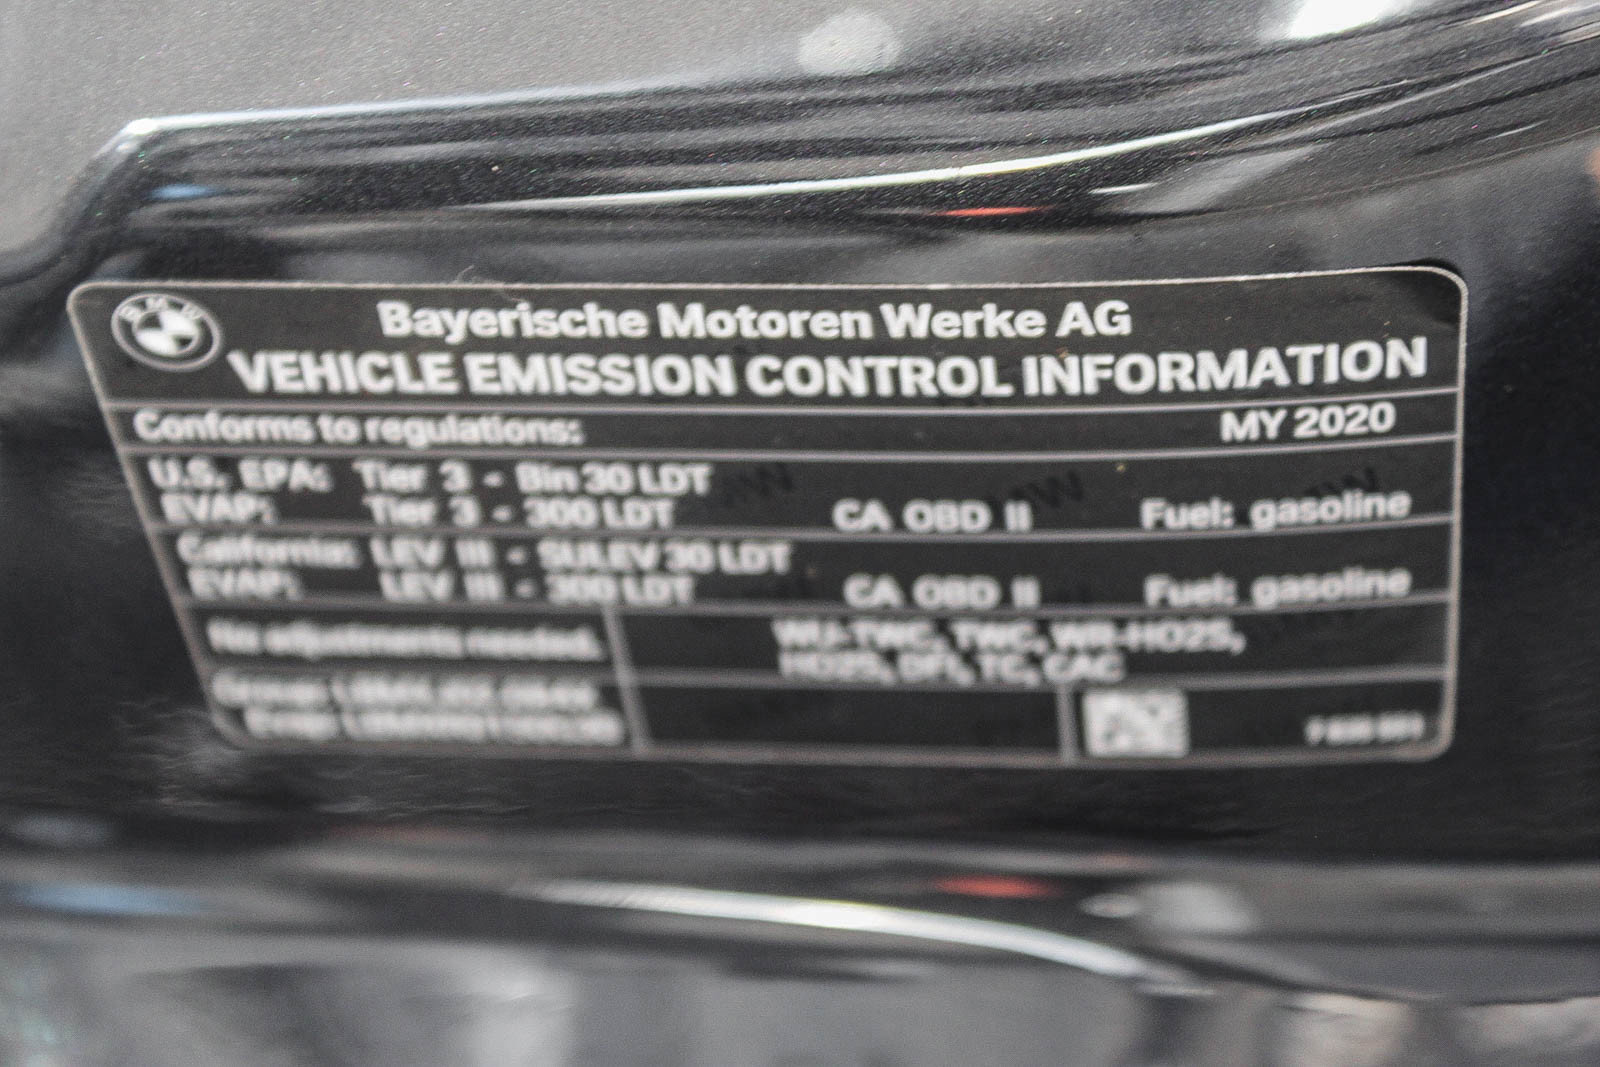 BMW
Bayerische Motoren Werke AG
VEHICLE EMISSION CONTROL INFORMATION
Conforms to regulations: MY 2020
U.S. EPA: Tier 3 - Bin 30 LDT
EVAP: Tier 3 - 300 LDT CA OBD II Fuel: gasoline
California: LEV III - SULEV 30 LDT
EVAP: LEV III - 300 LDT CA OBD II Fuel: gasoline
No adjustments needed.
WU-TWC, TWC, WR-HO2S,
HO2S, DFI, TC, CAC
Group:
Evap: